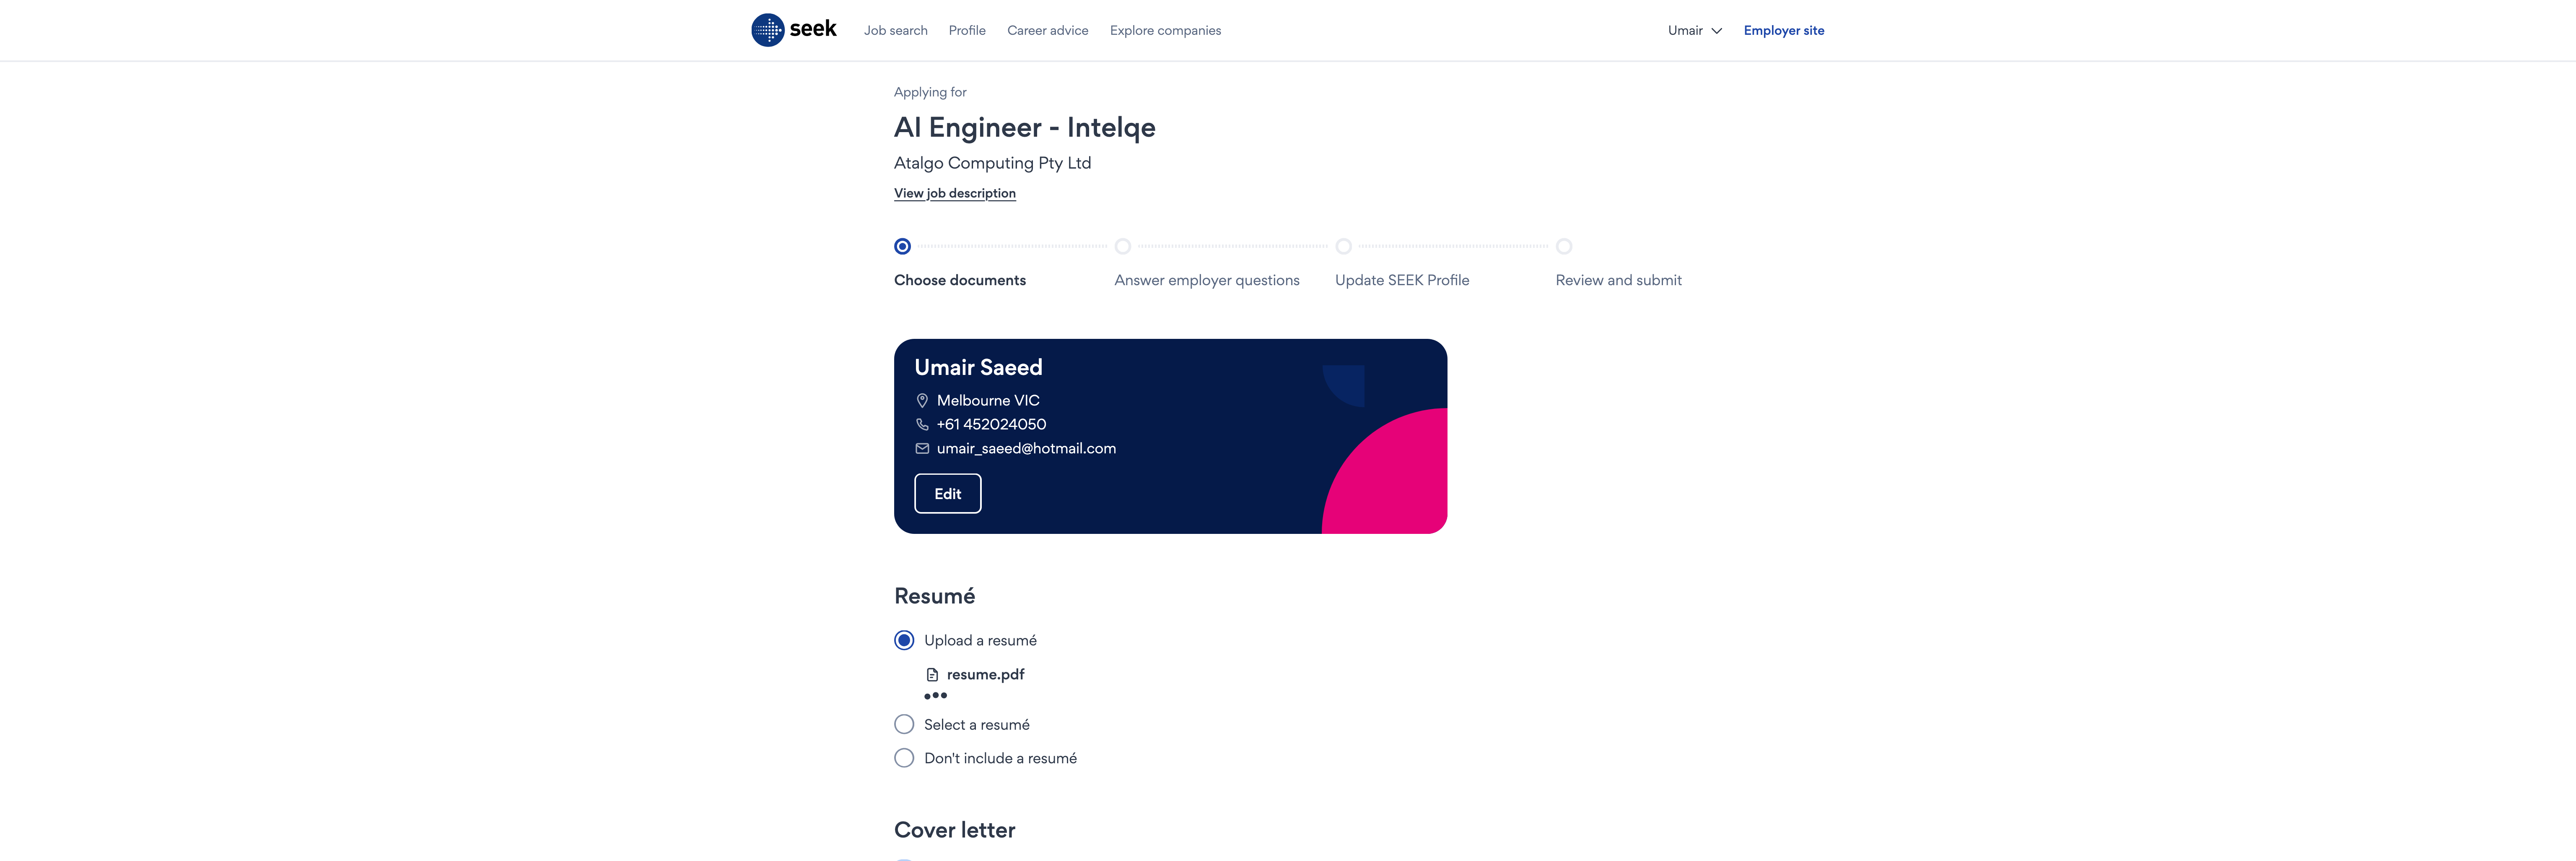 seek Job search Profile Career advice Explore companies Umair Employer site
Applying for
AI Engineer - Intelqe
Atalgo Computing Pty Ltd
View job description
Choose documents Answer employer questions Update SEEK Profile Review and submit
Umair Saeed
Melbourne VIC
+61 452024050
umair_saeed@hotmail.com
Edit
Resumé
Upload a resumé
resume.pdf
Select a resumé
Don't include a resumé
Cover letter